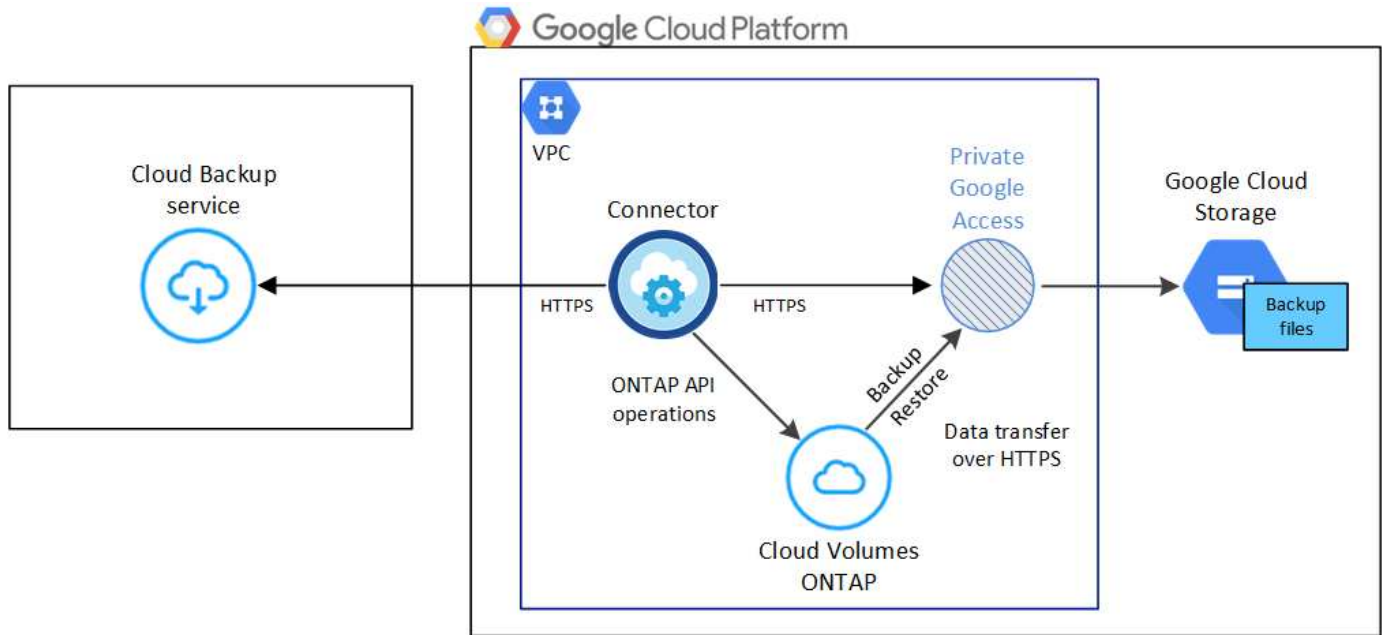 Google Cloud Platform
VPC
Cloud Backup
service
Connector
Private
Google
Access
Google Cloud
Storage
HTTPS
HTTPS
Backup
files
ONTAP API
operations
Backup
Restore
Data transfer
over HTTPS
Cloud Volumes
ONTAP